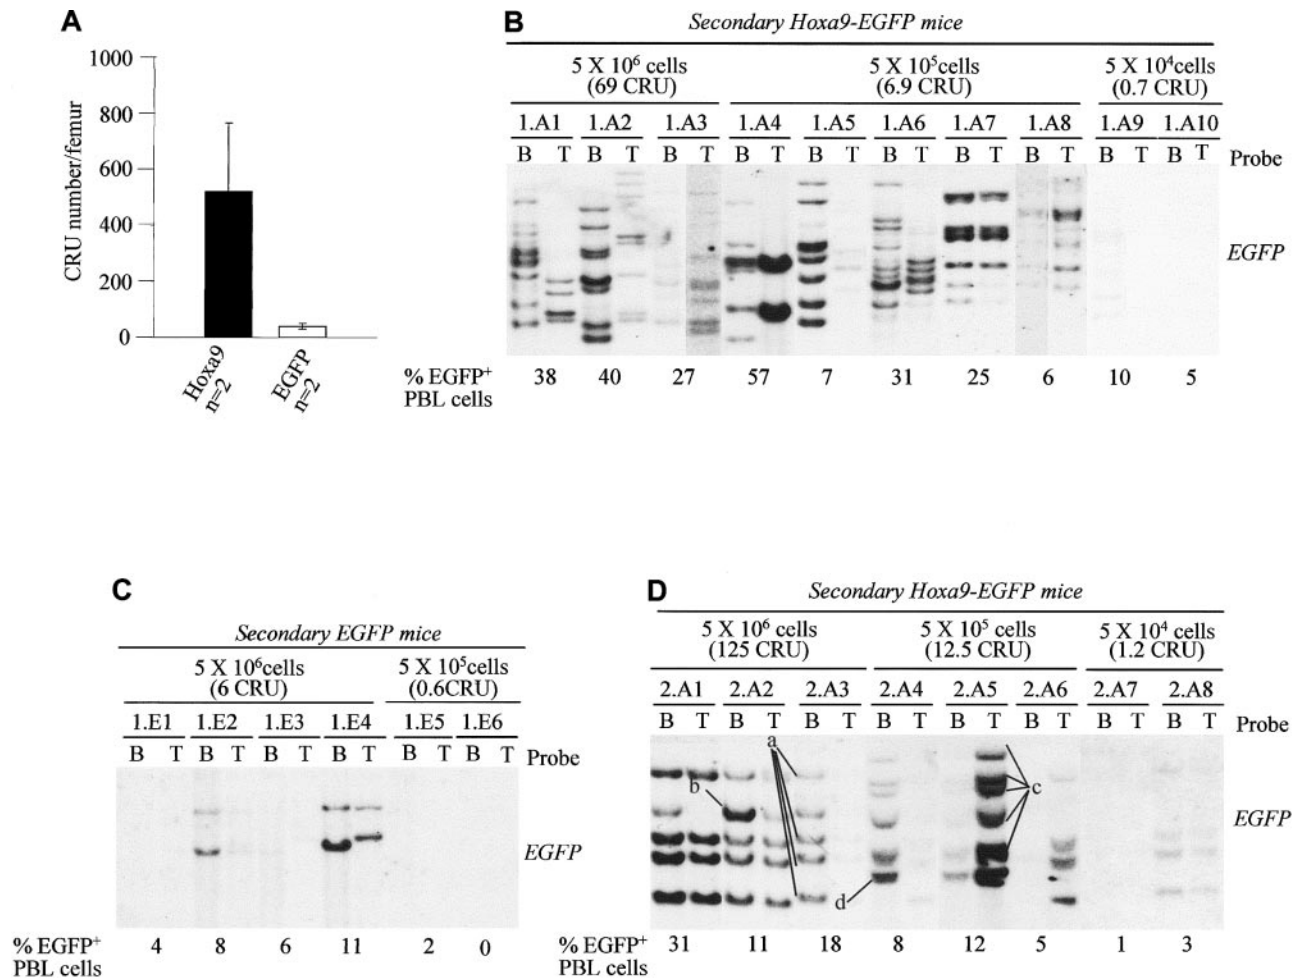 A
1000
800
600
400
200
0
CRU number/femur
Hoxa9
n=2
EGFP
n=2
B
Secondary Hoxa9-EGFP mice
5 X 10⁶ cells 5 X 10⁵cells 5 X 10⁴cells
(69 CRU) (6.9 CRU) (0.7 CRU)
1.A1 1.A2 1.A3 1.A4 1.A5 1.A6 1.A7 1.A8 1.A9 1.A10
B T B T B T B T B T B T B T B T B T B T Probe
EGFP
% EGFP⁺ 38 40 27 57 7 31 25 6 10 5
PBL cells
C
Secondary EGFP mice
5 X 10⁶cells 5 X 10⁵cells
(6 CRU) (0.6CRU)
1.E1 1.E2 1.E3 1.E4 1.E5 1.E6
B T B T B T B T B T B T Probe
EGFP
% EGFP⁺ 4 8 6 11 2 0
PBL cells
D
Secondary Hoxa9-EGFP mice
5 X 10⁶ cells 5 X 10⁵ cells 5 X 10⁴ cells
(125 CRU) (12.5 CRU) (1.2 CRU)
2.A1 2.A2 2.A3 2.A4 2.A5 2.A6 2.A7 2.A8
B T B T B T B T B T B T B T B T Probe
a
b c
EGFP
d
% EGFP⁺ 31 11 18 8 12 5 1 3
PBL cells